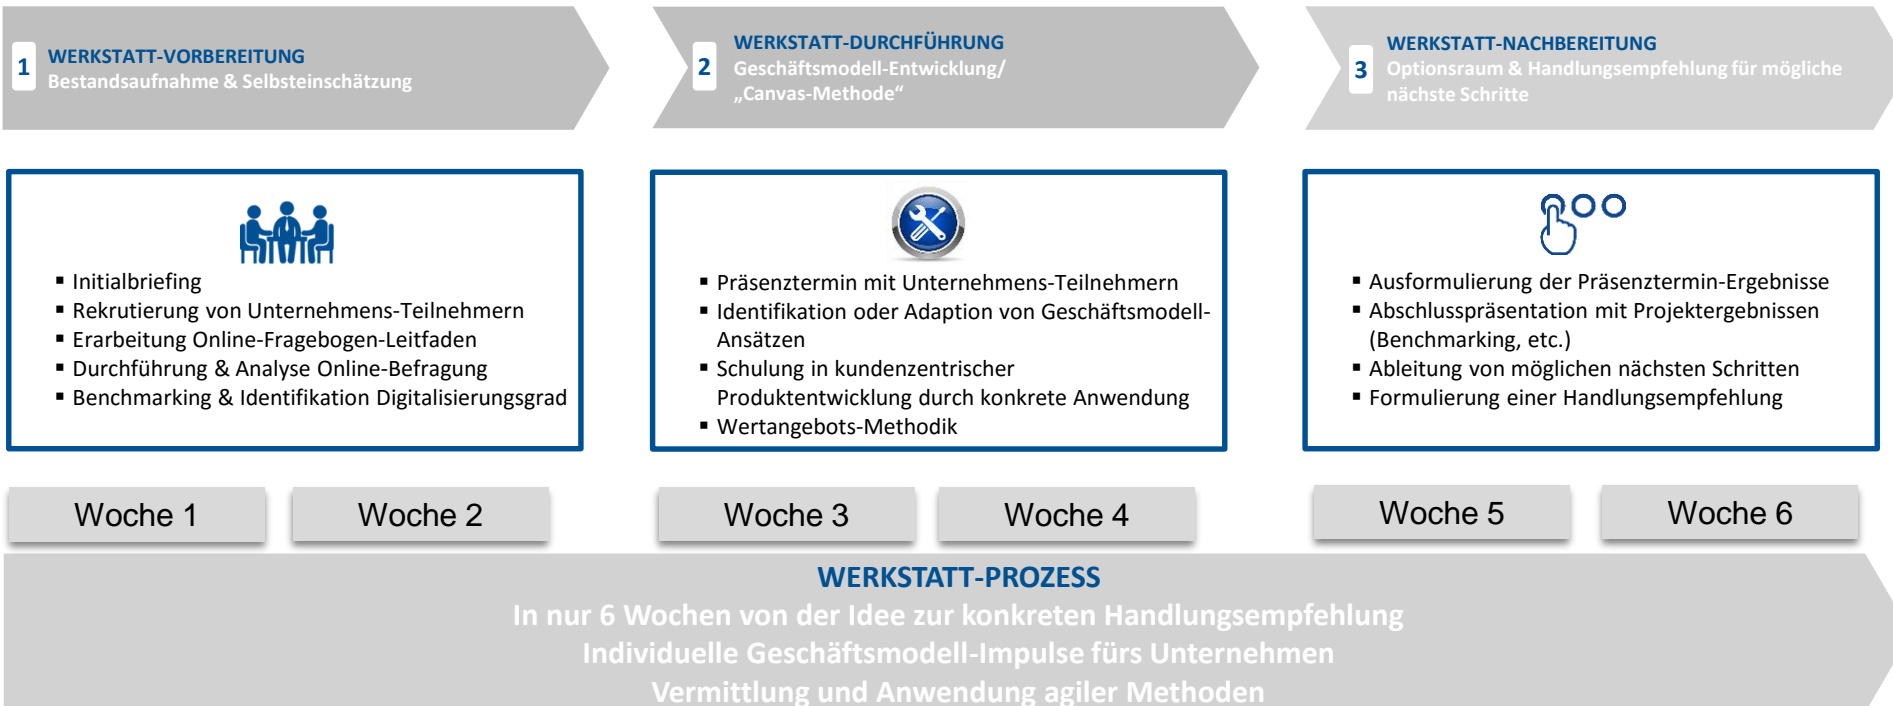 1
WERKSTATT-VORBEREITUNG
Bestandsaufnahme & Selbsteinschätzung
2
WERKSTATT-DURCHFÜHRUNG
Geschäftsmodell-Entwicklung/
„Canvas-Methode“
3
WERKSTATT-NACHBEREITUNG
Optionsraum & Handlungsempfehlung für mögliche
nächste Schritte
▪ Initialbriefing
▪ Rekrutierung von Unternehmens-Teilnehmern
▪ Erarbeitung Online-Fragebogen-Leitfaden
▪ Durchführung & Analyse Online-Befragung
▪ Benchmarking & Identifikation Digitalisierungsgrad
▪ Präsenztermin mit Unternehmens-Teilnehmern
▪ Identifikation oder Adaption von Geschäftsmodell-
Ansätzen
▪ Schulung in kundenzentrischer
Produktentwicklung durch konkrete Anwendung
▪ Wertangebots-Methodik
▪ Ausformulierung der Präsenztermin-Ergebnisse
▪ Abschlusspräsentation mit Projektergebnissen
(Benchmarking, etc.)
▪ Ableitung von möglichen nächsten Schritten
▪ Formulierung einer Handlungsempfehlung
Woche 1
Woche 2
Woche 3
Woche 4
Woche 5
Woche 6
WERKSTATT-PROZESS
In nur 6 Wochen von der Idee zur konkreten Handlungsempfehlung
Individuelle Geschäftsmodell-Impulse fürs Unternehmen
Vermittlung und Anwendung agiler Methoden